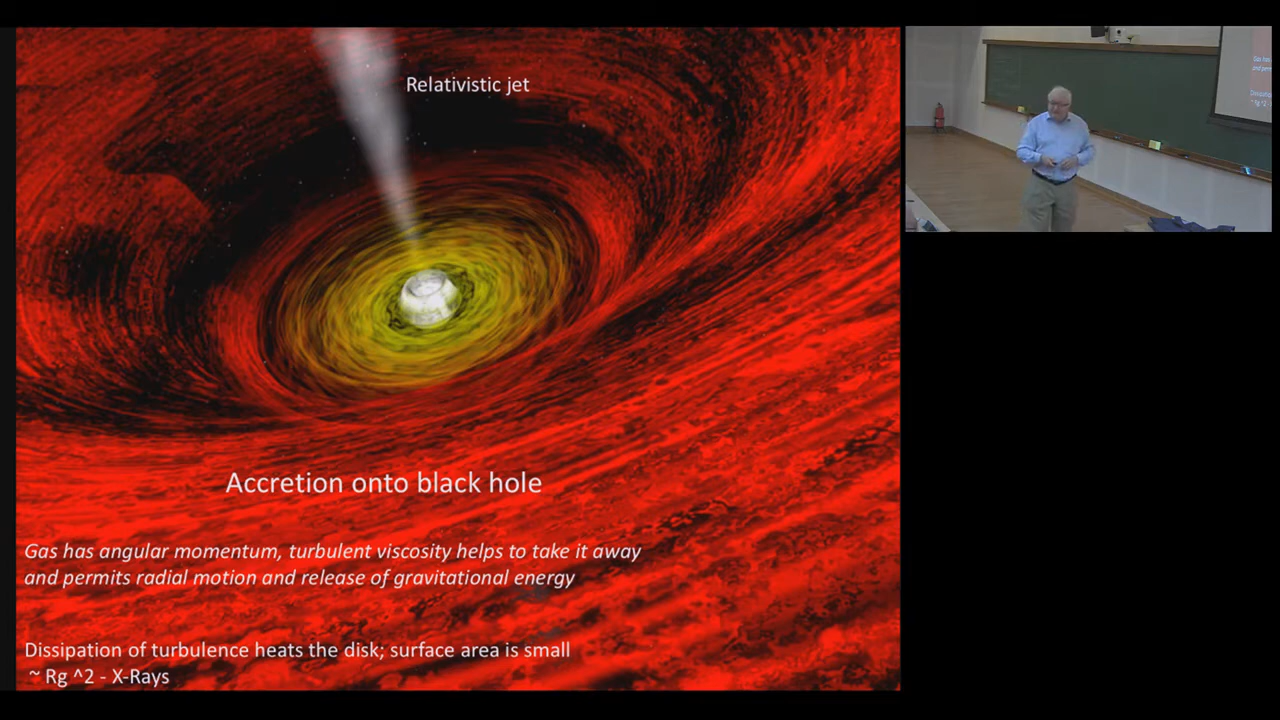 Relativistic jet
Accretion onto black hole
Gas has angular momentum, turbulent viscosity helps to take it away
and permits radial motion and release of gravitational energy
Dissipation of turbulence heats the disk; surface area is small
~ Rg ^2 - X-Rays